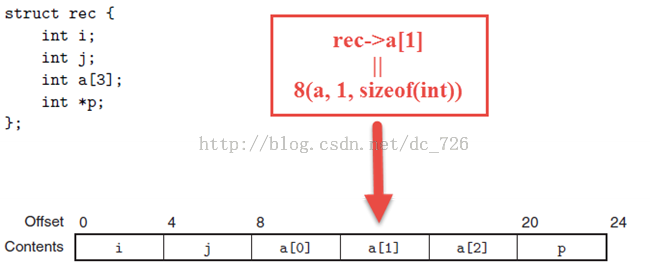 struct rec {
int i;
int j;
int a[3];
int *p;
};
rec->a[1]
||
8(a, 1, sizeof(int))
http://blog.csdn.net/dc_726
Offset 0 4 8 20 24
Contents i j a[0] a[1] a[2] p